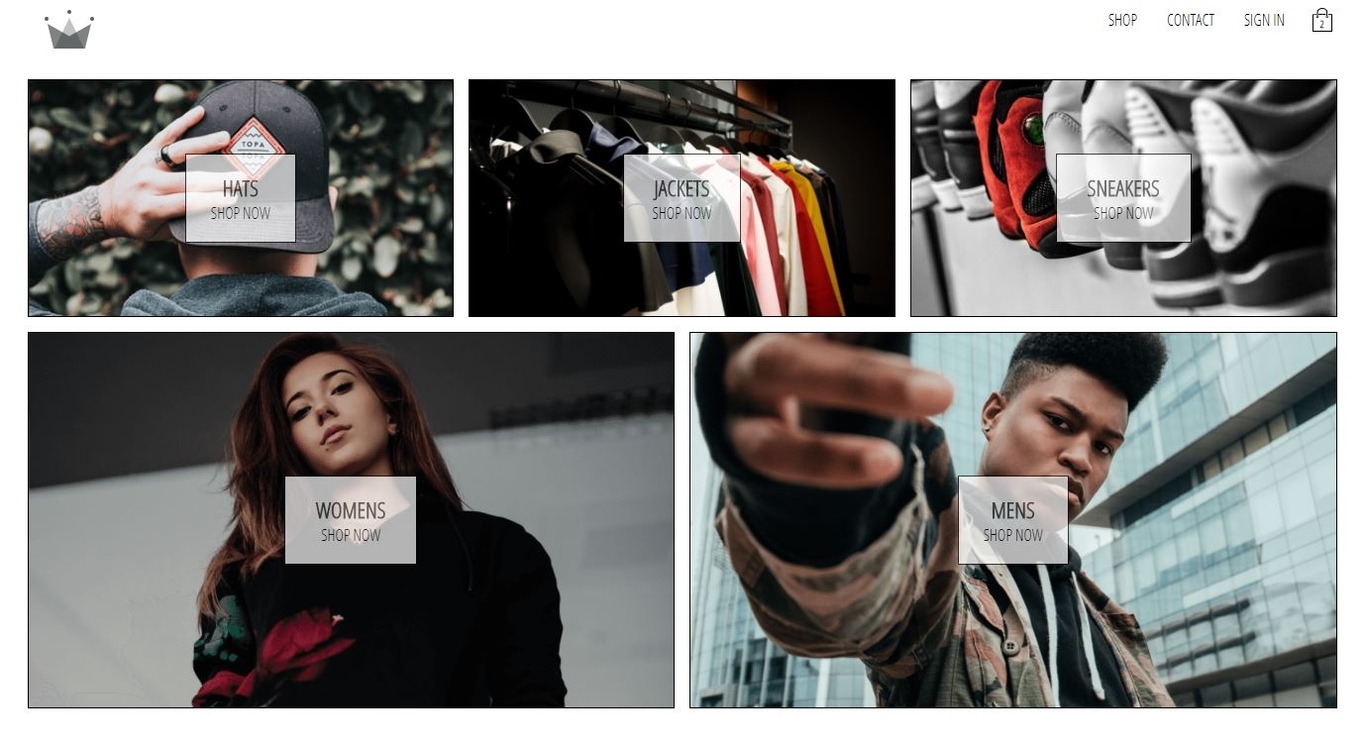 SHOP
CONTACT
SIGN IN
2
TOPA
TOPA
HATS
SHOP NOW
JACKETS
SHOP NOW
SNEAKERS
SHOP NOW
WOMENS
SHOP NOW
MENS
SHOP NOW